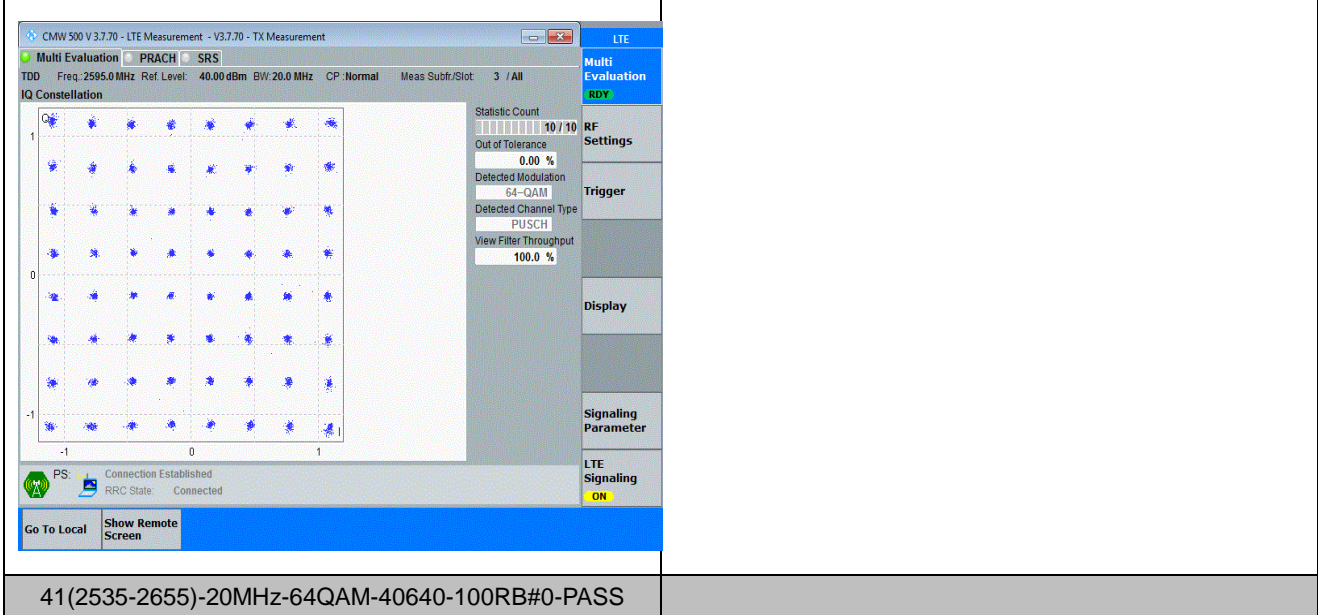 CMW 500 V 3.7.70 - LTE Measurement - V3.7.70 - TX Measurement
LTE
Multi Evaluation PRACH SRS
TDD Freq.:2595.0 MHz Ref. Level: 40.00 dBm BW:20.0 MHz CP :Normal Meas Subfr./Slot: 3 / All
IQ Constellation
Q
1
0
-1
-1 0 1
I
Statistic Count
10 / 10
Out of Tolerance
0.00 %
Detected Modulation
64-QAM
Detected Channel Type
PUSCH
View Filter Throughput
100.0 %
Multi
Evaluation
RDY
RF
Settings
Trigger
Display
Signaling
Parameter
LTE
Signaling
ON
PS:
Connection Established
RRC State: Connected
Go To Local
Show Remote
Screen
41(2535-2655)-20MHz-64QAM-40640-100RB#0-PASS